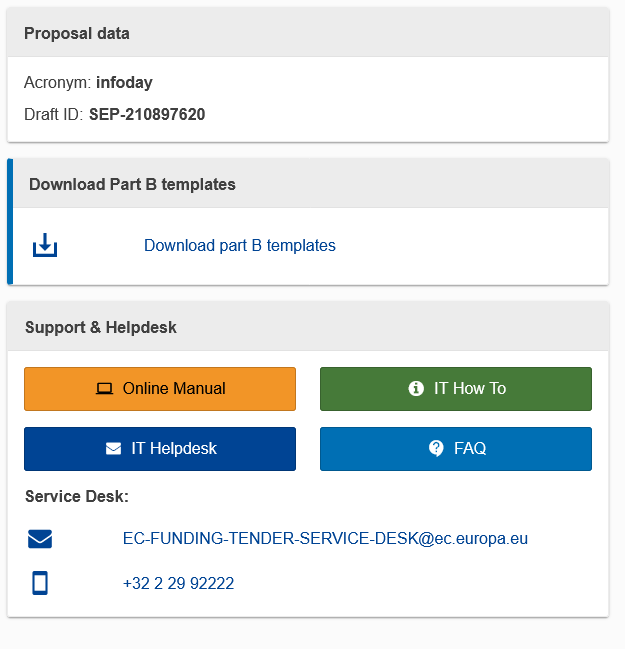 Proposal data
Acronym: infoday
Draft ID: SEP-210897620
Download Part B templates
Download part B templates
Support & Helpdesk
Online Manual
IT How To
IT Helpdesk
FAQ
Service Desk:
EC-FUNDING-TENDER-SERVICE-DESK@ec.europa.eu
+32 2 29 92222